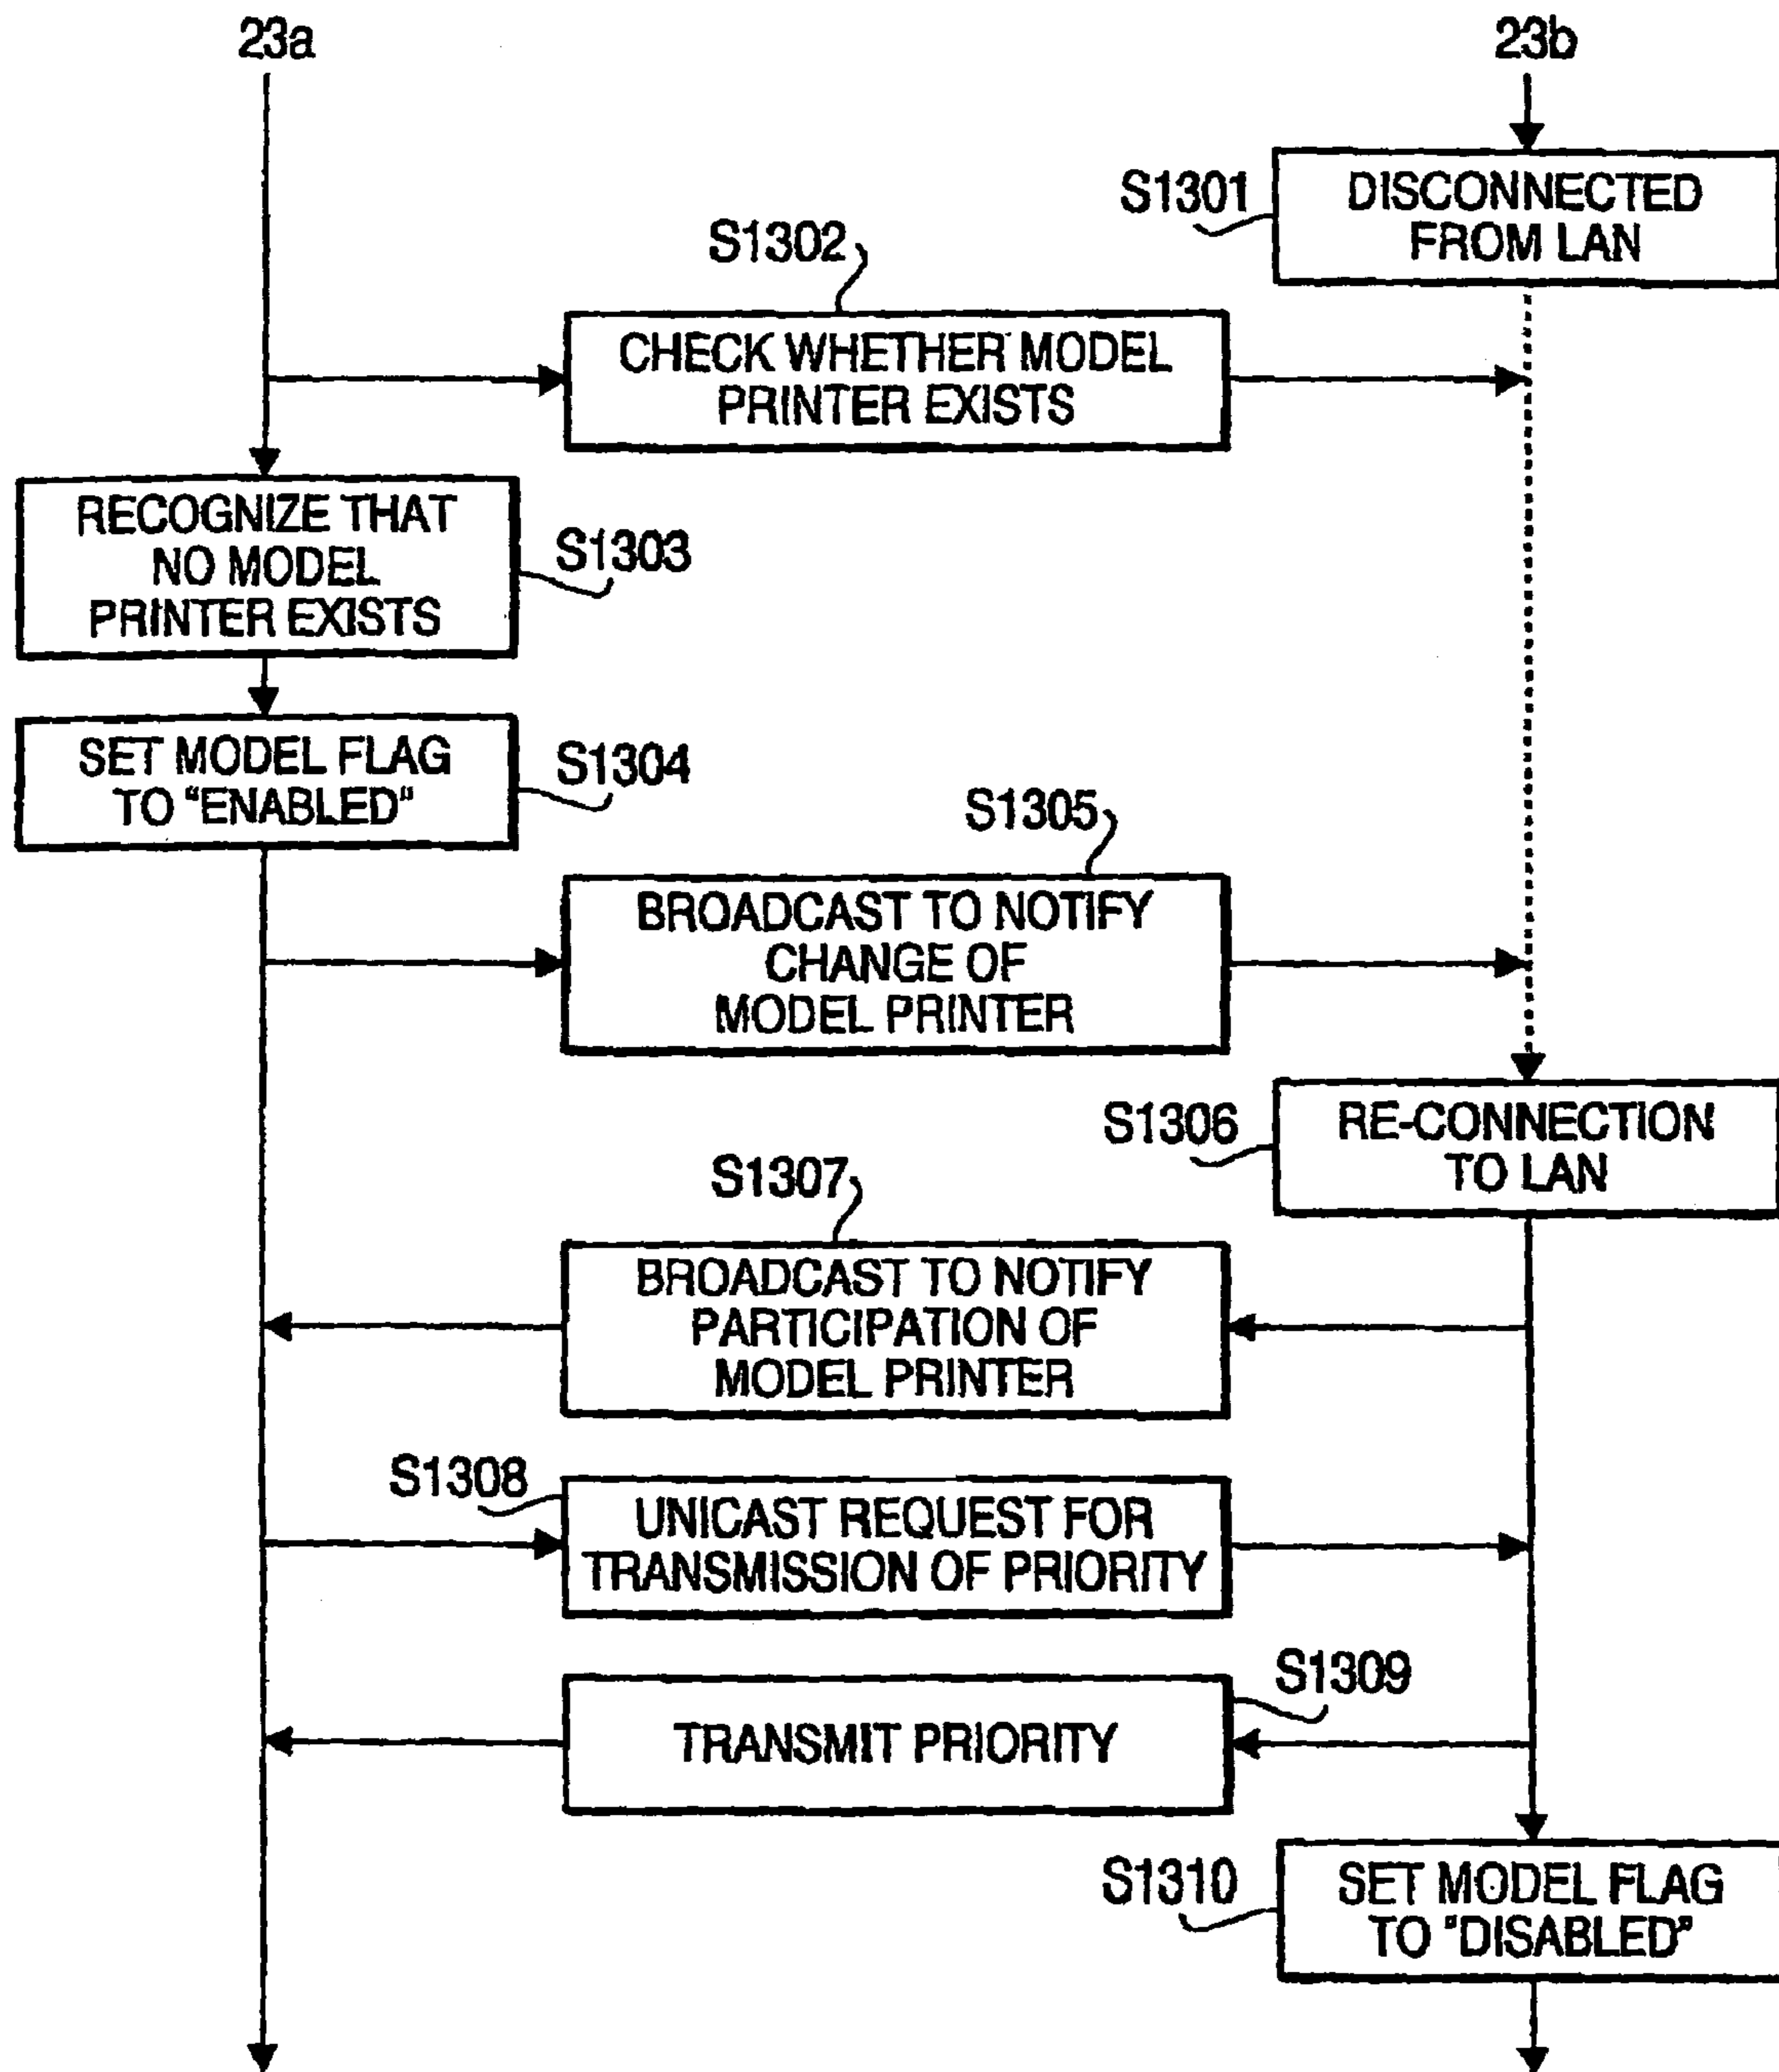 23a
23b
S1301
DISCONNECTED
FROM LAN
S1302
CHECK WHETHER MODEL
PRINTER EXISTS
RECOGNIZE THAT
NO MODEL
PRINTER EXISTS
S1303
SET MODEL FLAG
TO "ENABLED"
S1304
S1305
BROADCAST TO NOTIFY
CHANGE OF
MODEL PRINTER
S1306
RE-CONNECTION
TO LAN
S1307
BROADCAST TO NOTIFY
PARTICIPATION OF
MODEL PRINTER
S1308
UNICAST REQUEST FOR
TRANSMISSION OF PRIORITY
S1309
TRANSMIT PRIORITY
S1310
SET MODEL FLAG
TO "DISABLED"